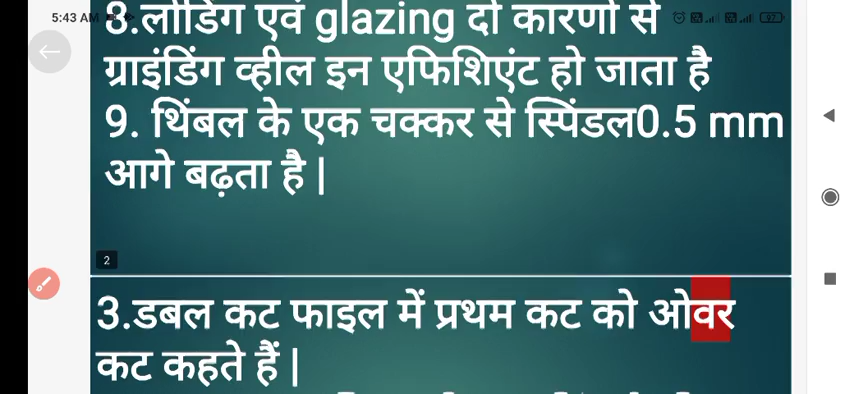 5:43 AM
97
8.लोडिंग एवं glazing दो कारणों से
ग्राइंडिंग व्हील इन एफिशिएंट हो जाता है
9. थिंबल के एक चक्कर से स्पिंडल0.5 mm
आगे बढ़ता है |
2
3.डबल कट फाइल में प्रथम कट को ओवर
कट कहते हैं |